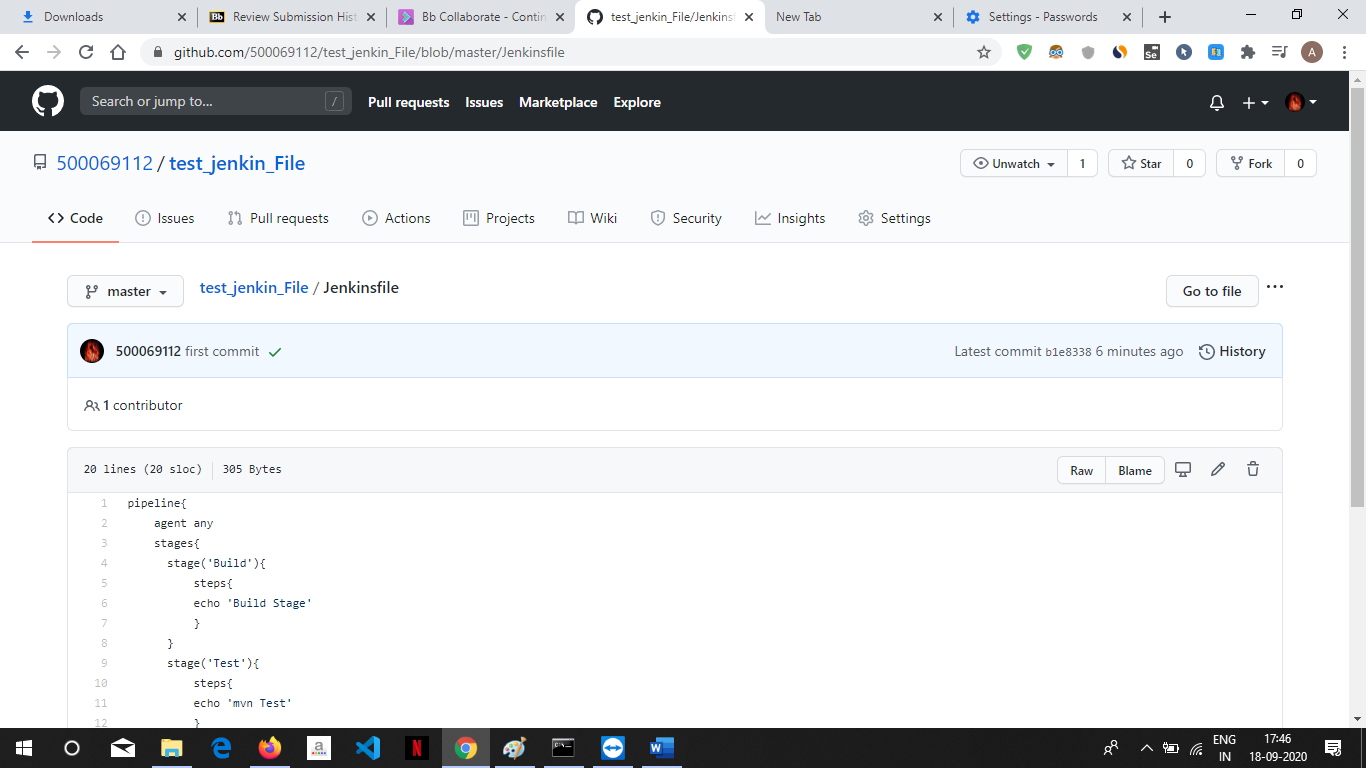 Downloads
Bb Review Submission Hist
Bb Collaborate - Contin
test_jenkin_File/Jenkinsf
New Tab
Settings - Passwords
github.com/500069112/test_jenkin_File/blob/master/Jenkinsfile
Se
A
Search or jump to...
/
Pull requests Issues Marketplace Explore
500069112 / test_jenkin_File
Unwatch 1 Star 0 Fork 0
Code Issues Pull requests Actions Projects Wiki Security Insights Settings
master test_jenkin_File / Jenkinsfile Go to file ...
500069112 first commit Latest commit b1e8338 6 minutes ago History
1 contributor
20 lines (20 sloc) 305 Bytes Raw Blame
1 pipeline{
2 agent any
3 stages{
4 stage('Build'){
5 steps{
6 echo 'Build Stage'
7 }
8 }
9 stage('Test'){
10 steps{
11 echo 'mvn Test'
12 }
a
N
ENG
IN
17:46
18-09-2020